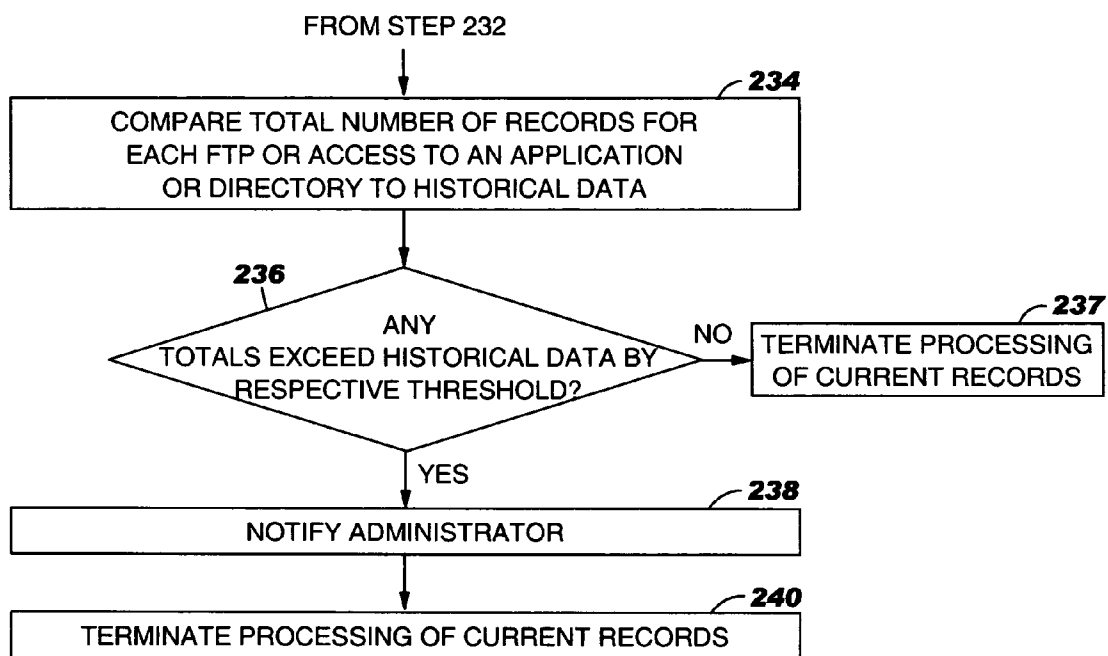 FROM STEP 232
234
COMPARE TOTAL NUMBER OF RECORDS FOR
EACH FTP OR ACCESS TO AN APPLICATION
OR DIRECTORY TO HISTORICAL DATA
236
ANY
TOTALS EXCEED HISTORICAL DATA BY
RESPECTIVE THRESHOLD?
NO
237
TERMINATE PROCESSING
OF CURRENT RECORDS
YES
238
NOTIFY ADMINISTRATOR
240
TERMINATE PROCESSING OF CURRENT RECORDS